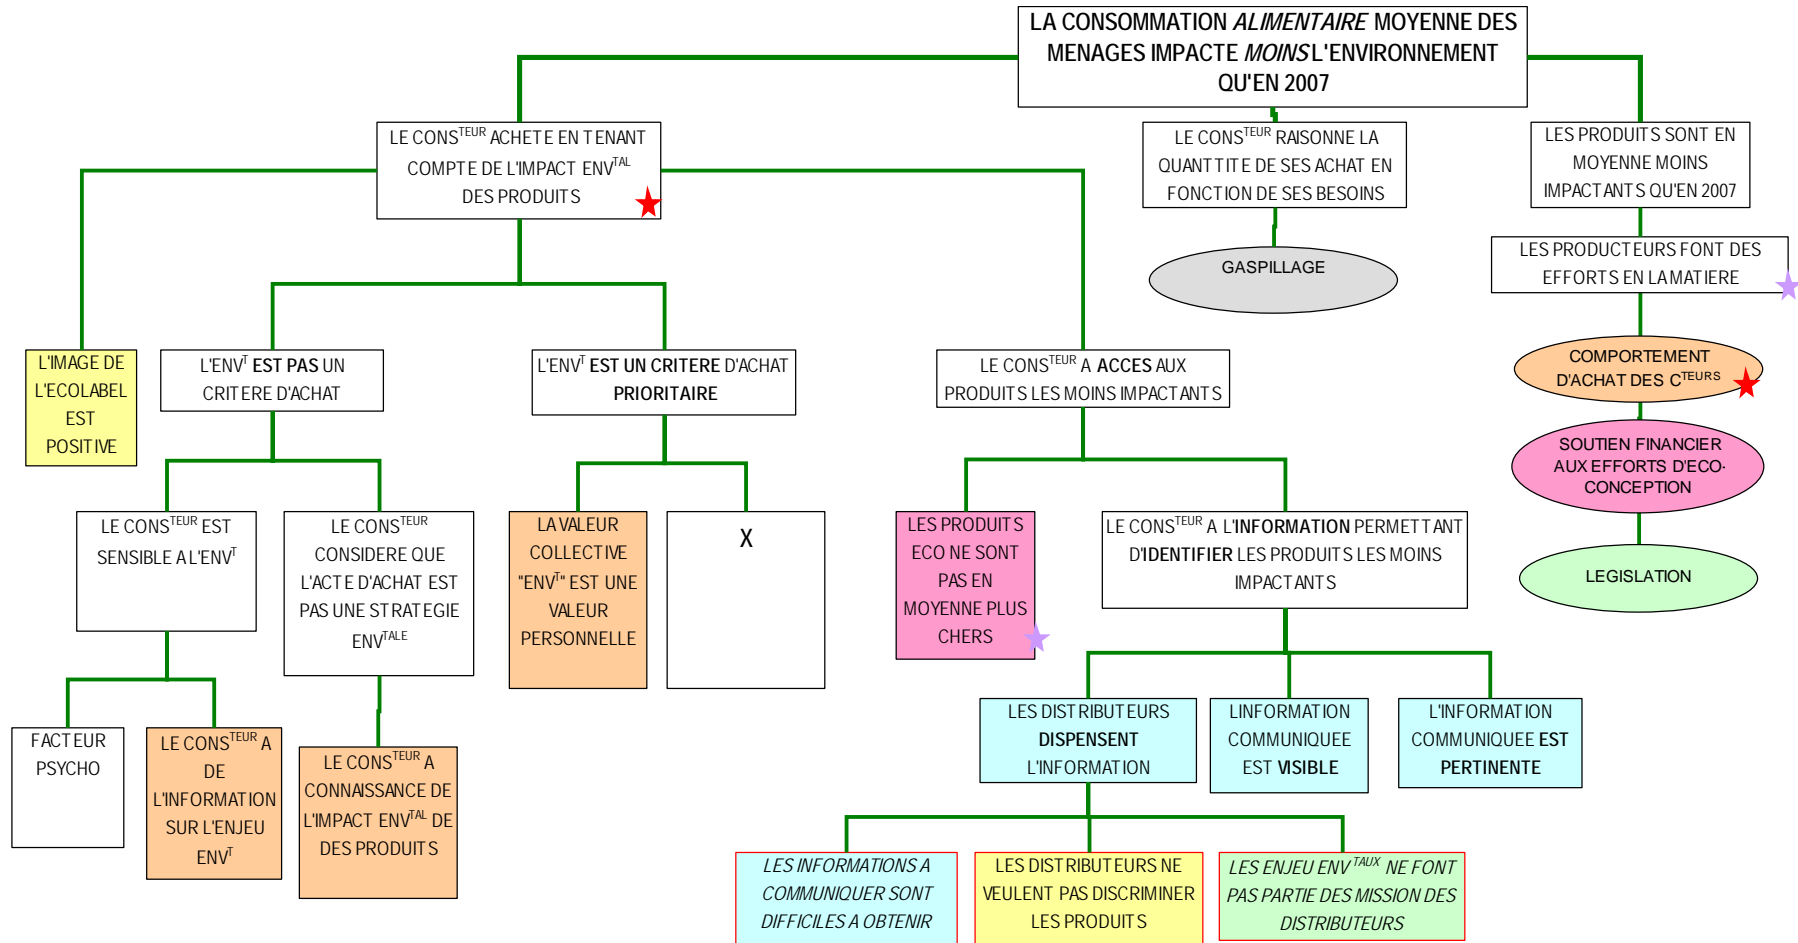 LA CONSOMMATION ALIMENTAIRE MOYENNE DES
MENAGES IMPACTE MOINS L'ENVIRONNEMENT
QU'EN 2007
LE CONSTEUR ACHETE EN TENANT
COMPTE DE L'IMPACT ENVTAL
DES PRODUITS
LE CONSTEUR RAISONNE LA
QUANTTITE DE SES ACHAT EN
FONCTION DE SES BESOINS
LES PRODUITS SONT EN
MOYENNE MOINS
IMPACTANTS QU'EN 2007
GASPILLAGE
LES PRODUCTEURS FONT DES
EFFORTS EN LA MATIERE
L'IMAGE DE
L'ECOLABEL
EST
POSITIVE
L'ENVT EST PAS UN
CRITERE D'ACHAT
L'ENVT EST UN CRITERE D'ACHAT
PRIORITAIRE
LE CONSTEUR A ACCES AUX
PRODUITS LES MOINS IMPACTANTS
COMPORTEMENT
D'ACHAT DES CTEURS
SOUTIEN FINANCIER
AUX EFFORTS D'ECO-
CONCEPTION
LEGISLATION
LE CONSTEUR EST
SENSIBLE A L'ENVT
LE CONSTEUR
CONSIDERE QUE
L'ACTE D'ACHAT EST
PAS UNE STRATEGIE
ENVTALE
LA VALEUR
COLLECTIVE
"ENVT" EST UNE
VALEUR
PERSONNELLE
X
LES PRODUITS
ECO NE SONT
PAS EN
MOYENNE PLUS
CHERS
LE CONSTEUR A L'INFORMATION PERMETTANT
D'IDENTIFIER LES PRODUITS LES MOINS
IMPACTANTS
FACTEUR
PSYCHO
LE CONSTEUR A
DE
L'INFORMATION
SUR L'ENJEU
ENVT
LE CONSTEUR A
CONNAISSANCE DE
L'IMPACT ENVTAL DE
DES PRODUITS
LES DISTRIBUTEURS
DISPENSENT
L'INFORMATION
LINFORMATION
COMMUNIQUEE
EST VISIBLE
L'INFORMATION
COMMUNIQUEE EST
PERTINENTE
LES INFORMATIONS A
COMMUNIQUER SONT
DIFFICILES A OBTENIR
LES DISTRIBUTEURS NE
VEULENT PAS DISCRIMINER
LES PRODUITS
LES ENJEU ENVTAUX NE FONT
PAS PARTIE DES MISSION DES
DISTRIBUTEURS